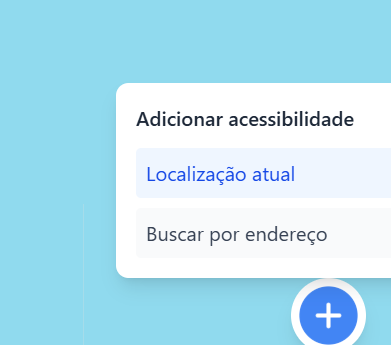 Adicionar acessibilidade
Localização atual
Buscar por endereço